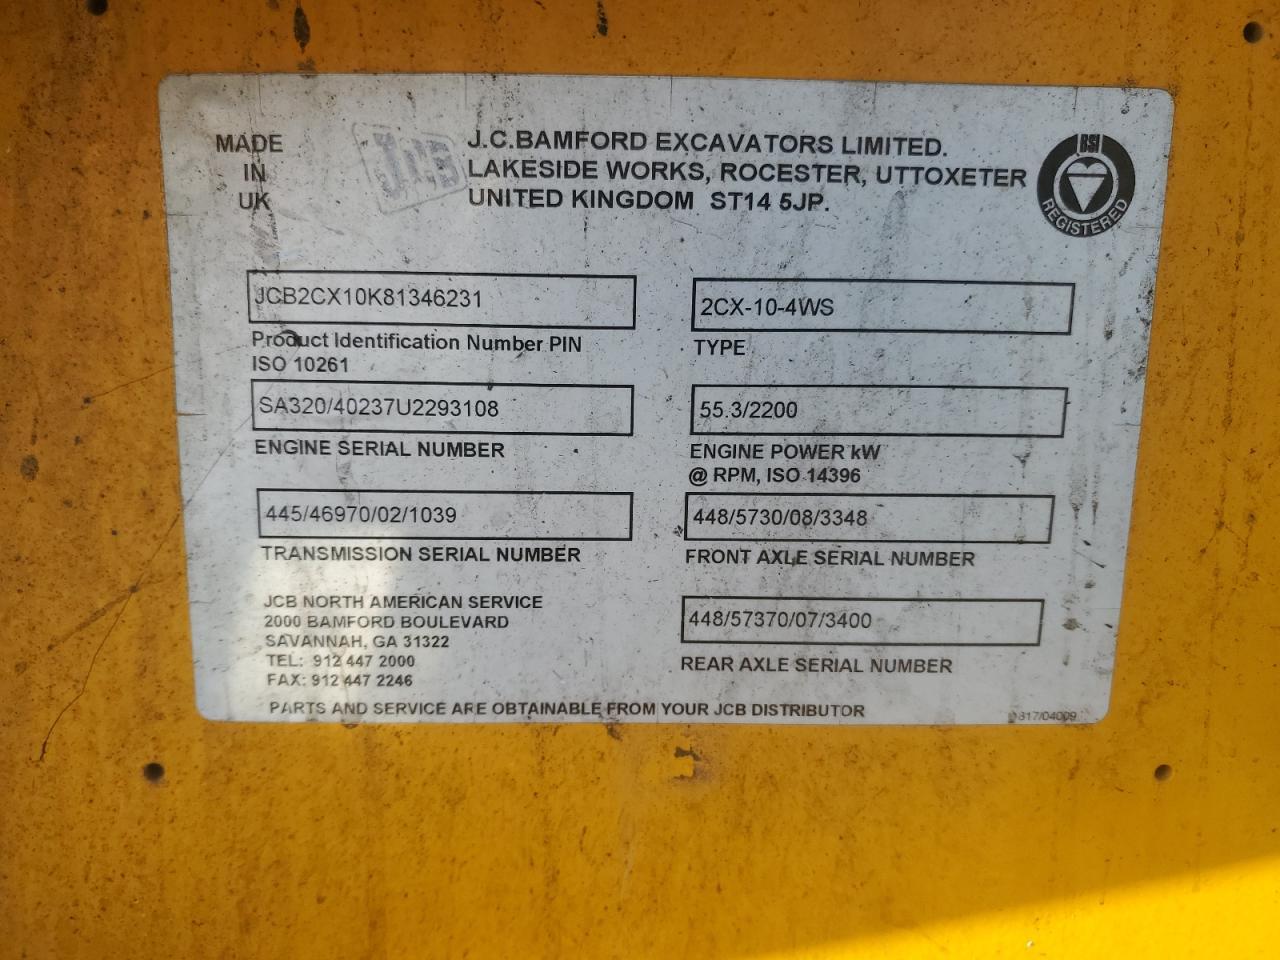 MADE
IN
UK
JCB
J.C.BAMFORD EXCAVATORS LIMITED.
LAKESIDE WORKS, ROCESTER, UTTOXETER
UNITED KINGDOM ST14 5JP.
BSI
REGISTERED
JCB2CX10K81346231
Product Identification Number PIN
ISO 10261
2CX-10-4WS
TYPE
SA320/40237U2293108
ENGINE SERIAL NUMBER
55.3/2200
ENGINE POWER kW
@ RPM, ISO 14396
445/46970/02/1039
TRANSMISSION SERIAL NUMBER
448/5730/08/3348
FRONT AXLE SERIAL NUMBER
JCB NORTH AMERICAN SERVICE
2000 BAMFORD BOULEVARD
SAVANNAH, GA 31322
TEL: 912 447 2000
FAX: 912 447 2246
448/57370/07/3400
REAR AXLE SERIAL NUMBER
PARTS AND SERVICE ARE OBTAINABLE FROM YOUR JCB DISTRIBUTOR
817/04009